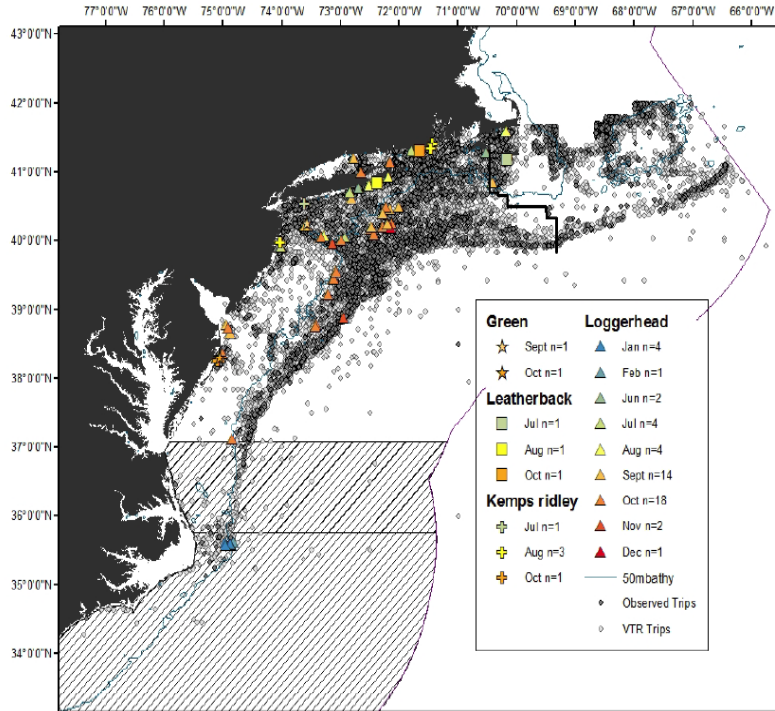 77°0'0"W 76°0'0"W 75°0'0"W 74°0'0"W 73°0'0"W 72°0'0"W 71°0'0"W 70°0'0"W 69°0'0"W 68°0'0"W 67°0'0"W 66°0'0"W
43°0'0"N
42°0'0"N
41°0'0"N
40°0'0"N
39°0'0"N
38°0'0"N
37°0'0"N
36°0'0"N
35°0'0"N
34°0'0"N
Green
Sept n=1
Oct n=1
Leatherback
Jul n=1
Aug n=1
Oct n=1
Kemps ridley
Jul n=1
Aug n=3
Oct n=1
Loggerhead
Jan n=4
Feb n=1
Jun n=2
Jul n=4
Aug n=4
Sept n=14
Oct n=18
Nov n=2
Dec n=1
50mbathy
Observed Trips
VTR Trips